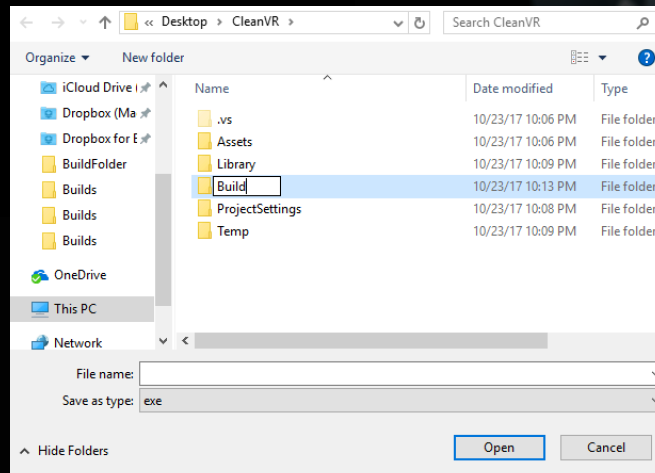 « Desktop > CleanVR >
Search CleanVR
Organize
New folder
?
Name
Date modified
Type
iCloud Drive (
Dropbox (Ma
Dropbox for E
BuildFolder
Builds
Builds
Builds
OneDrive
This PC
Network
.vs 10/23/17 10:06 PM File folder
Assets 10/23/17 10:06 PM File folder
Library 10/23/17 10:09 PM File folder
Build 10/23/17 10:13 PM File folder
ProjectSettings 10/23/17 10:08 PM File folder
Temp 10/23/17 10:09 PM File folder
File name:
Save as type: exe
Hide Folders
Open
Cancel